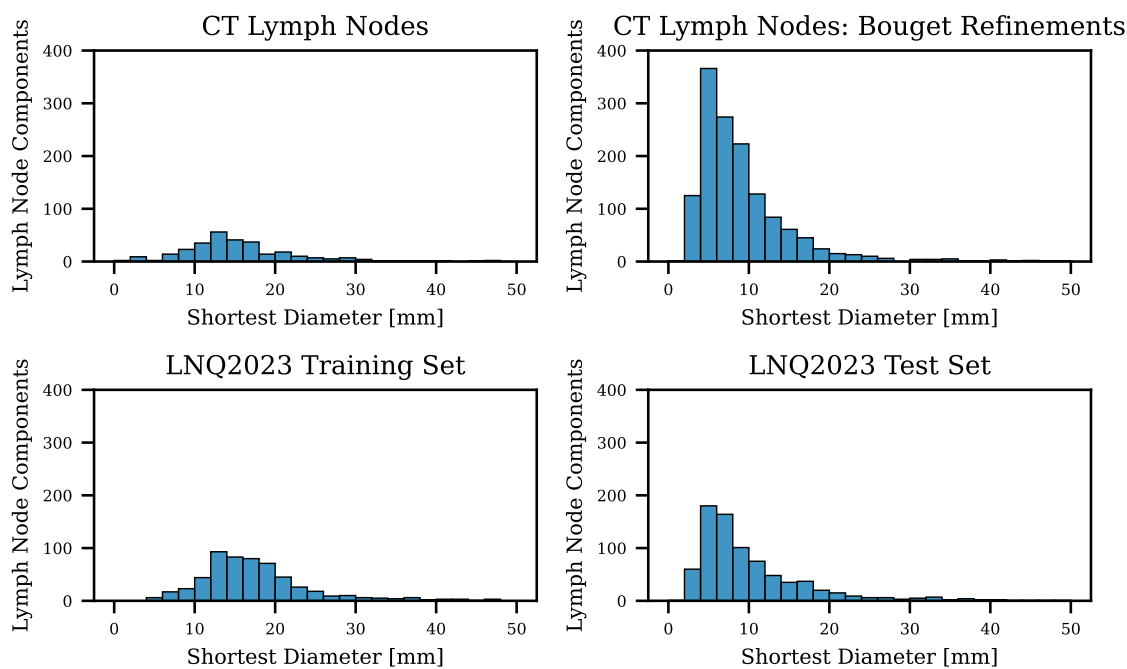 CT Lymph Nodes
Lymph Node Components
400
300
200
100
0
0 10 20 30 40 50
Shortest Diameter [mm]
CT Lymph Nodes: Bouget Refinements
Lymph Node Components
400
300
200
100
0
0 10 20 30 40 50
Shortest Diameter [mm]
LNQ2023 Training Set
Lymph Node Components
400
300
200
100
0
0 10 20 30 40 50
Shortest Diameter [mm]
LNQ2023 Test Set
Lymph Node Components
400
300
200
100
0
0 10 20 30 40 50
Shortest Diameter [mm]